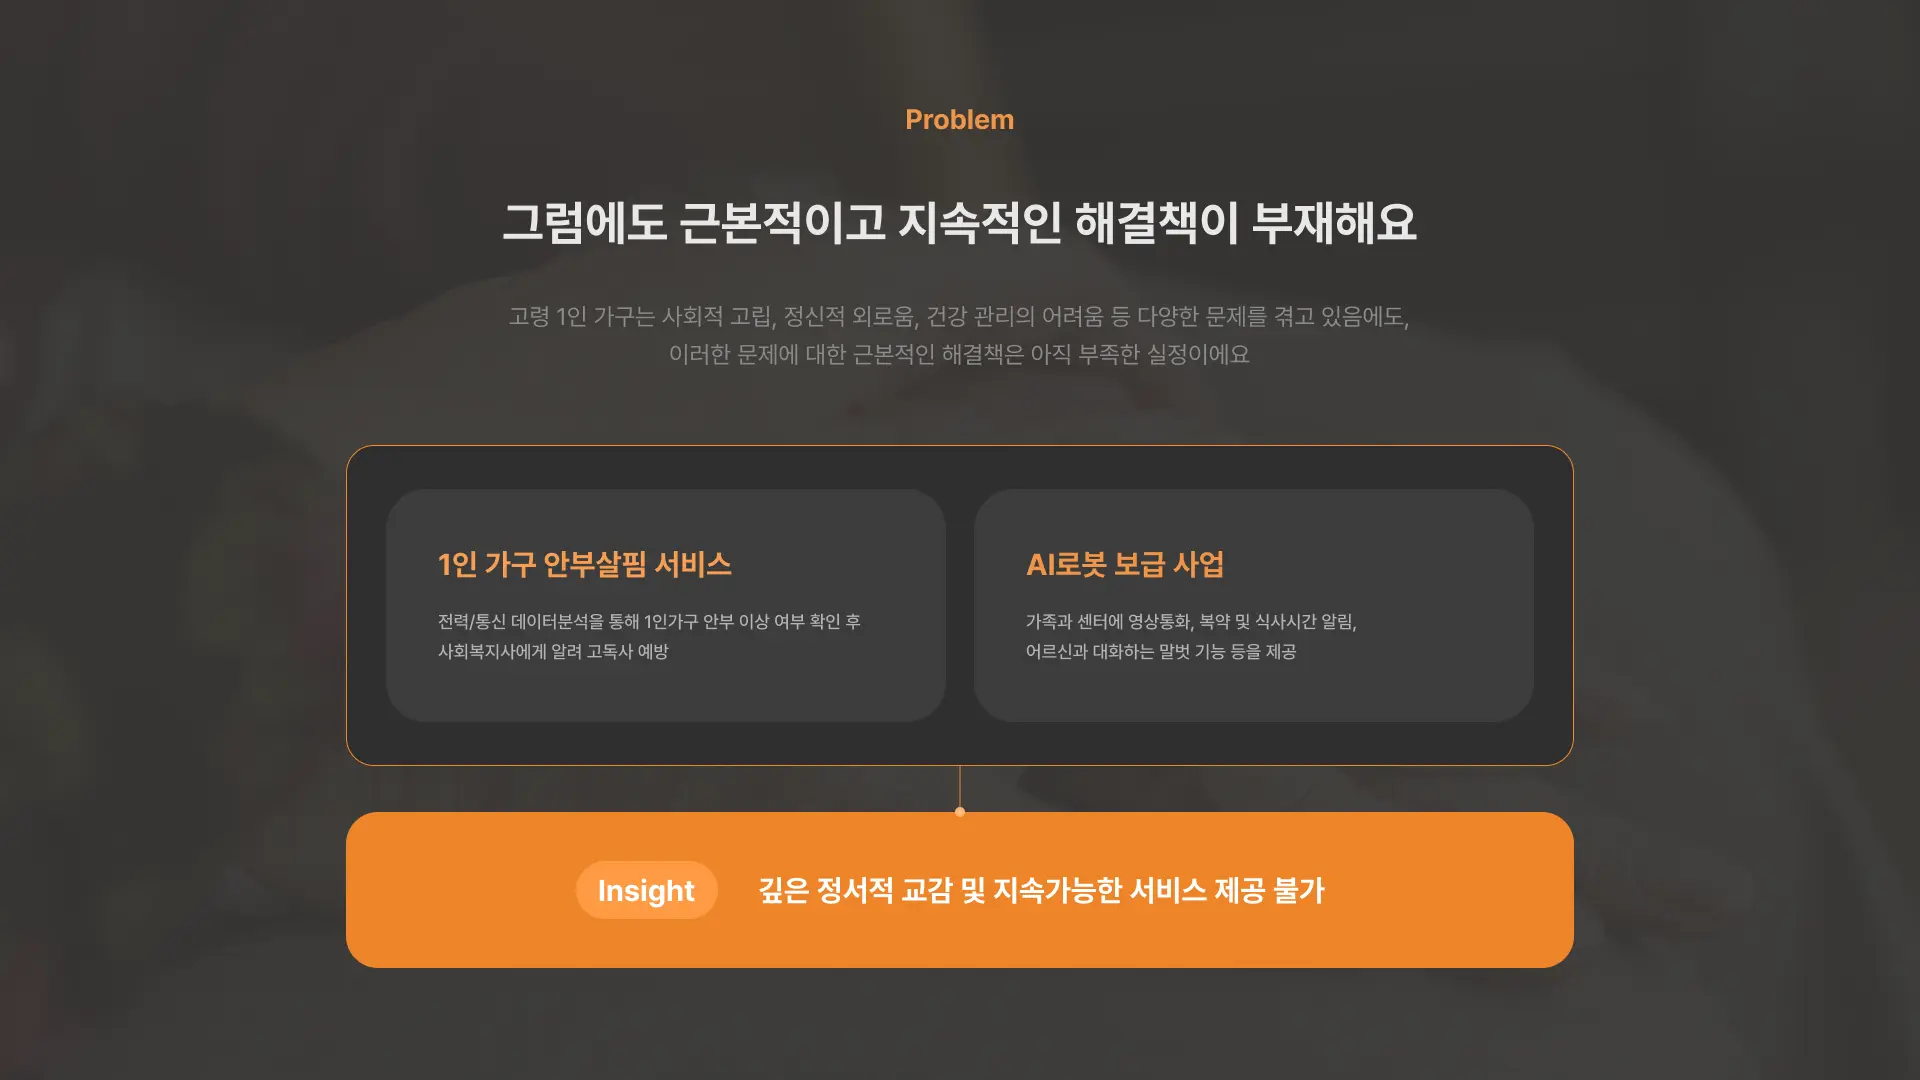 Problem
그럼에도 근본적이고 지속적인 해결책이 부재해요
고령 1인 가구는 사회적 고립, 정신적 외로움, 건강 관리의 어려움 등 다양한 문제를 겪고 있음에도,
이러한 문제에 대한 근본적인 해결책은 아직 부족한 실정이에요
1인 가구 안부살핌 서비스
전력/통신 데이터분석을 통해 1인가구 안부 이상 여부 확인 후
사회복지사에게 알려 고독사 예방
AI로봇 보급 사업
가족과 센터에 영상통화, 복약 및 식사시간 알림,
어르신과 대화하는 말벗 기능 등을 제공
Insight 깊은 정서적 교감 및 지속가능한 서비스 제공 불가